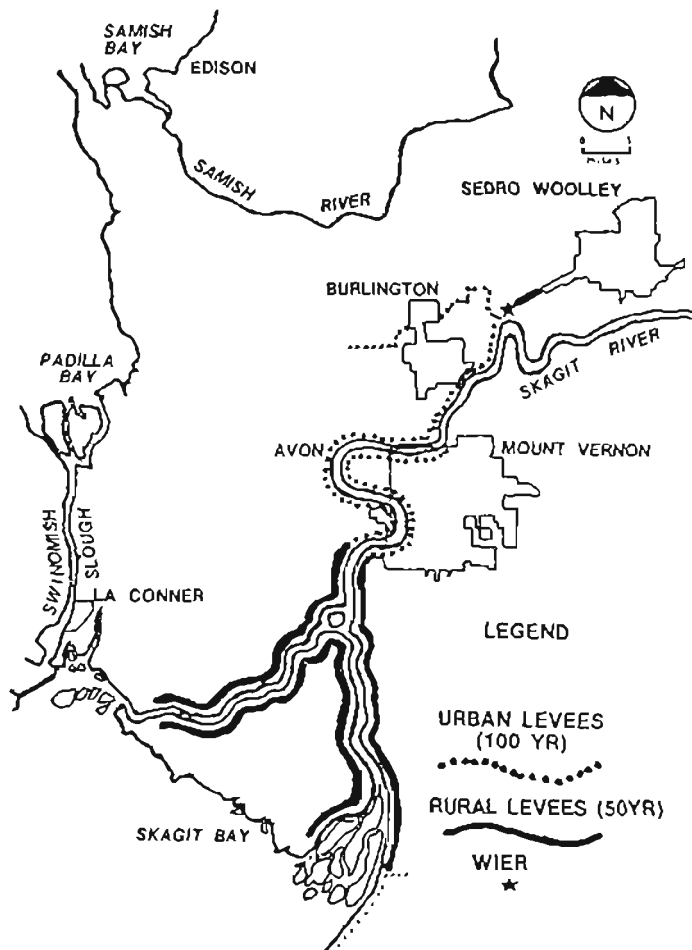 SAMISH
BAY
EDISON
N
SAMISH
RIVER
SEDRO WOOLLEY
BURLINGTON
SKAGIT
RIVER
PADILLA
BAY
AVON
MOUNT VERNON
SWINOMISH
SLOUGH
LA CONNER
LEGEND
URBAN LEVEES
(100 YR)
RURAL LEVEES (50YR)
SKAGIT BAY
WIER